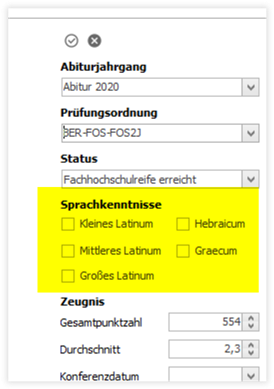 Abiturjahrgang
Abitur 2020
Prüfungsordnung
BER-FOS-FOS2J
Status
Fachhochschulreife erreicht
Sprachkenntnisse
Kleines Latinum Hebraicum
Mittleres Latinum Graecum
Großes Latinum
Zeugnis
Gesamtpunktzahl 554
Durchschnitt 2,3
Konferenzdatum